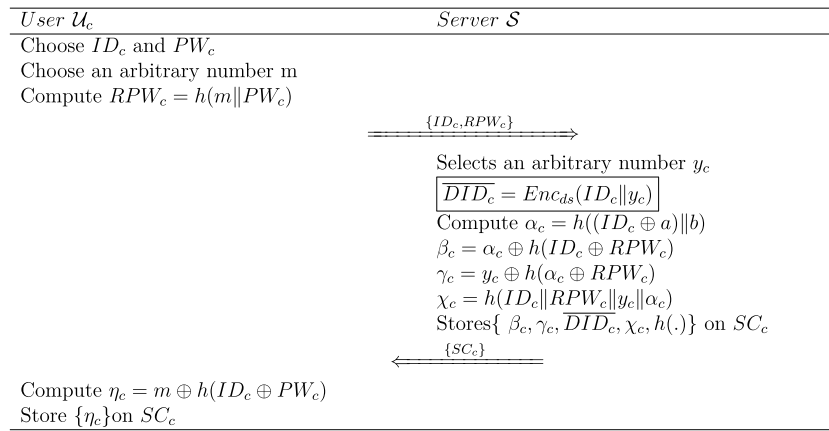 User 𝒰_c Server 𝒮
Choose ID_c and PW_c
Choose an arbitrary number m
Compute RPW_c = h(m‖PW_c)
{ID_c,RPW_c}
Selects an arbitrary number y_c
\overline{DID_c} = Enc_{ds}(ID_c‖y_c)
Compute α_c = h((ID_c ⊕ a)‖b)
β_c = α_c ⊕ h(ID_c ⊕ RPW_c)
γ_c = y_c ⊕ h(α_c ⊕ RPW_c)
χ_c = h(ID_c‖RPW_c‖y_c‖α_c)
Stores{ β_c, γ_c, \overline{DID_c}, χ_c, h(.)} on SC_c
{SC_c}
Compute η_c = m ⊕ h(ID_c ⊕ PW_c)
Store {η_c}on SC_c